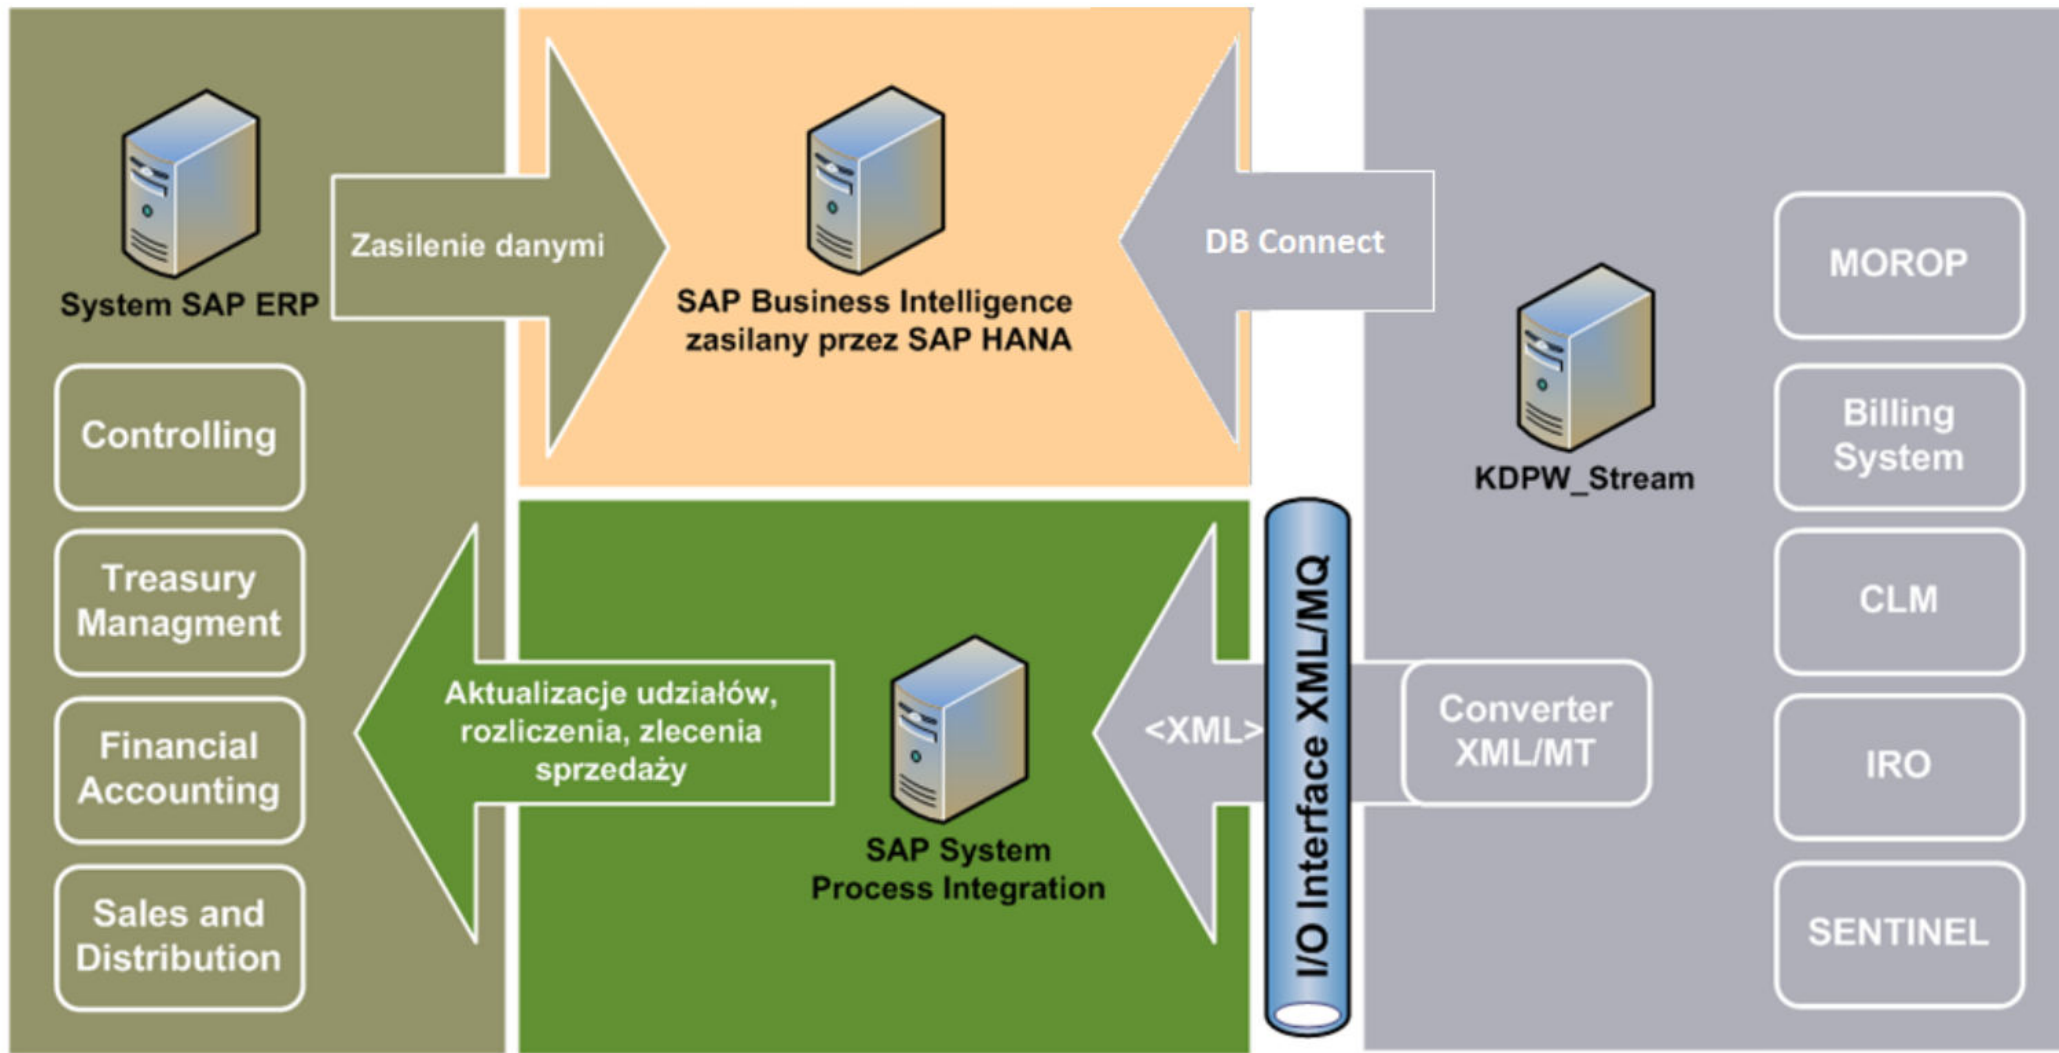 System SAP ERP
Controlling
Treasury
Managment
Financial
Accounting
Sales and
Distribution
Zasilenie danymi
SAP Business Intelligence
zasilany przez SAP HANA
DB Connect
Aktualizacje udziałów,
rozliczenia, zlecenia
sprzedaży
SAP System
Process Integration
<XML>
I/O Interface XML/MQ
Converter
XML/MT
KDPW_Stream
MOROP
Billing
System
CLM
IRO
SENTINEL